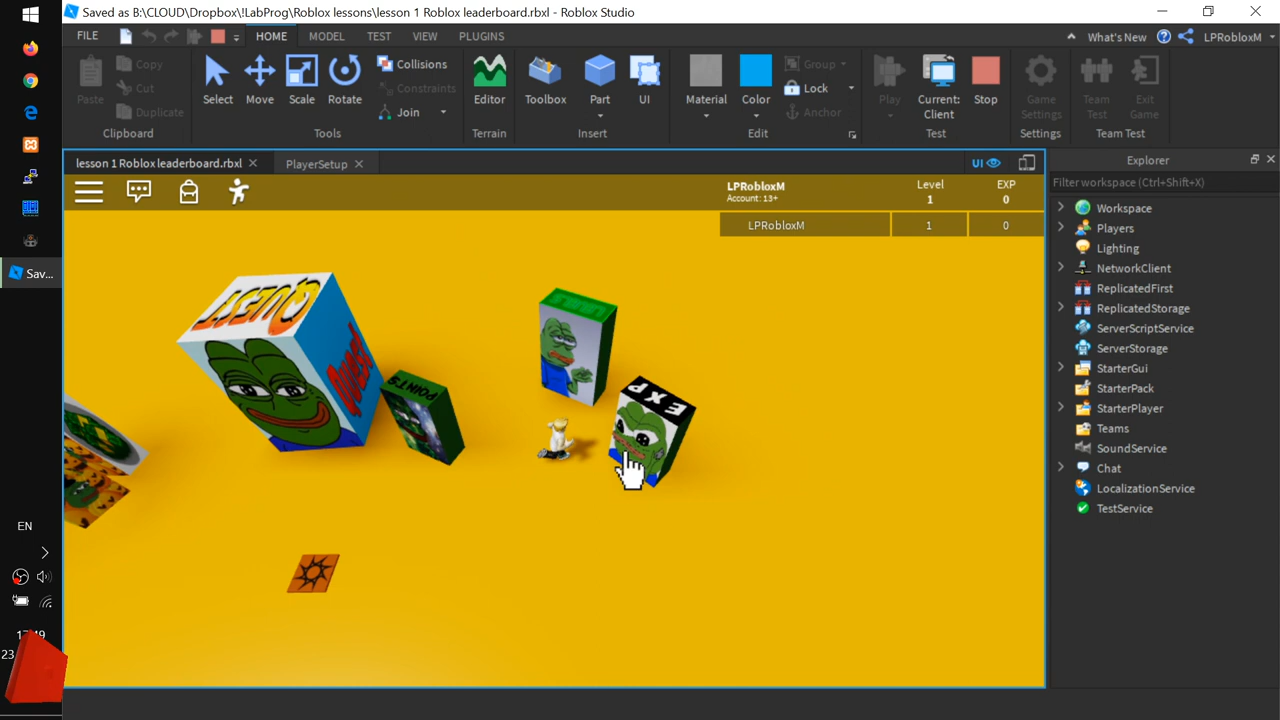 Saved as B:\CLOUD\Dropbox\!LabProg\Roblox lessons\lesson 1 Roblox leaderboard.rbxl - Roblox Studio
FILE HOME MODEL TEST VIEW PLUGINS What's New LPRobloxM
Paste Copy Cut Duplicate
Clipboard
Select Move Scale Rotate
Collisions Constraints Join
Tools
Editor
Terrain
Toolbox Part UI
Insert
Material Color Group Lock Anchor
Edit
Play Current: Client Stop
Test
Game Settings
Settings
Team Test Exit Game
Team Test
lesson 1 Roblox leaderboard.rbxl PlayerSetup UI
LPRobloxM Level EXP
Account: 13+ 1 0
LPRobloxM 1 0
QUEST
Quest
POINTS
EXP
Explorer
Filter workspace (Ctrl+Shift+X)
Workspace
Players
Lighting
NetworkClient
ReplicatedFirst
ReplicatedStorage
ServerScriptService
ServerStorage
StarterGui
StarterPack
StarterPlayer
Teams
SoundService
Chat
LocalizationService
TestService
Sav...
EN
23